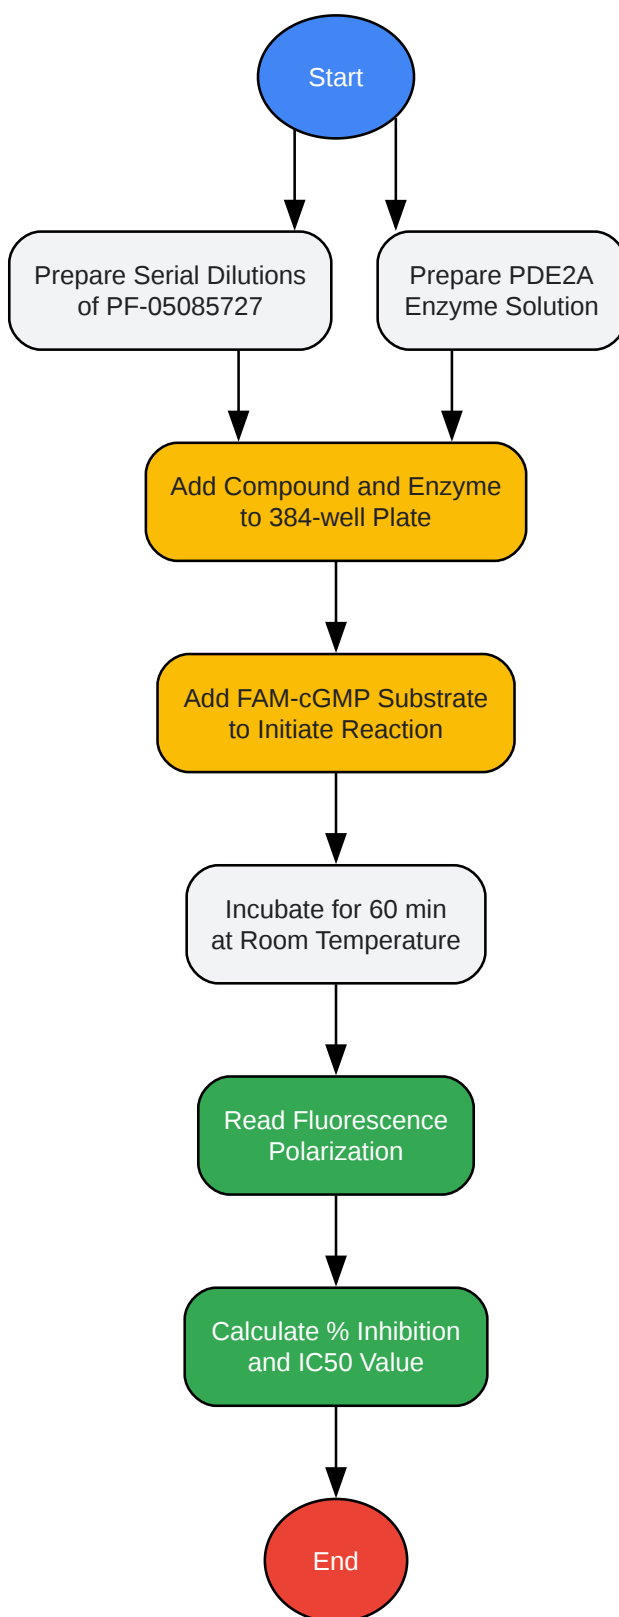 Start
Prepare Serial Dilutions
of PF-05085727
Prepare PDE2A
Enzyme Solution
Add Compound and Enzyme
to 384-well Plate
Add FAM-cGMP Substrate
to Initiate Reaction
Incubate for 60 min
at Room Temperature
Read Fluorescence
Polarization
Calculate % Inhibition
and IC50 Value
End